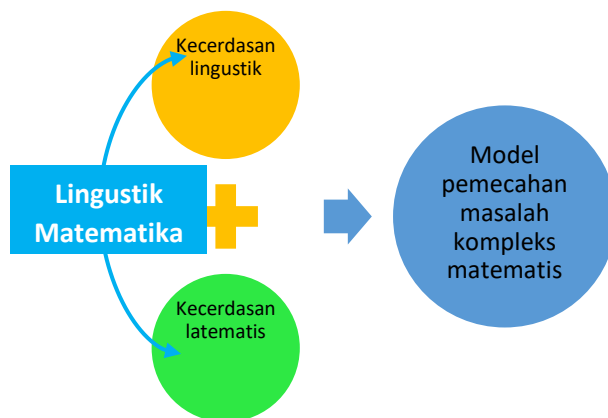 Kecerdasan
lingustik
Lingustik
Matematika
Kecerdasan
latematis
Model
pemecahan
masalah
kompleks
matematis